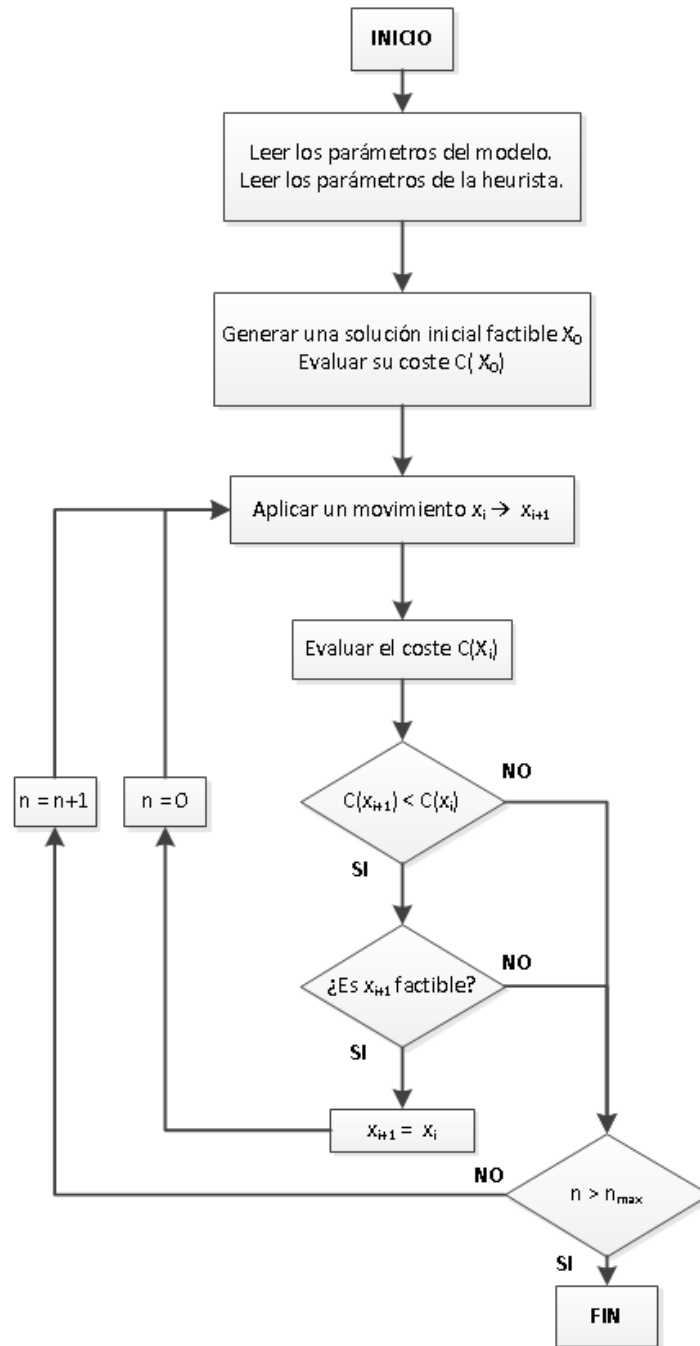 INICIO
Leer los parámetros del modelo.
Leer los parámetros de la heurista.
Generar una solución inicial factible X₀
Evaluar su coste C( X₀)
Aplicar un movimiento xᵢ → xᵢ₊₁
Evaluar el coste C(Xᵢ)
C(xᵢ₊₁) < C(xᵢ)
NO
SI
n = n+1
n = 0
¿Es xᵢ₊₁ factible?
NO
SI
xᵢ₊₁ = xᵢ
n > nmax
NO
SI
FIN